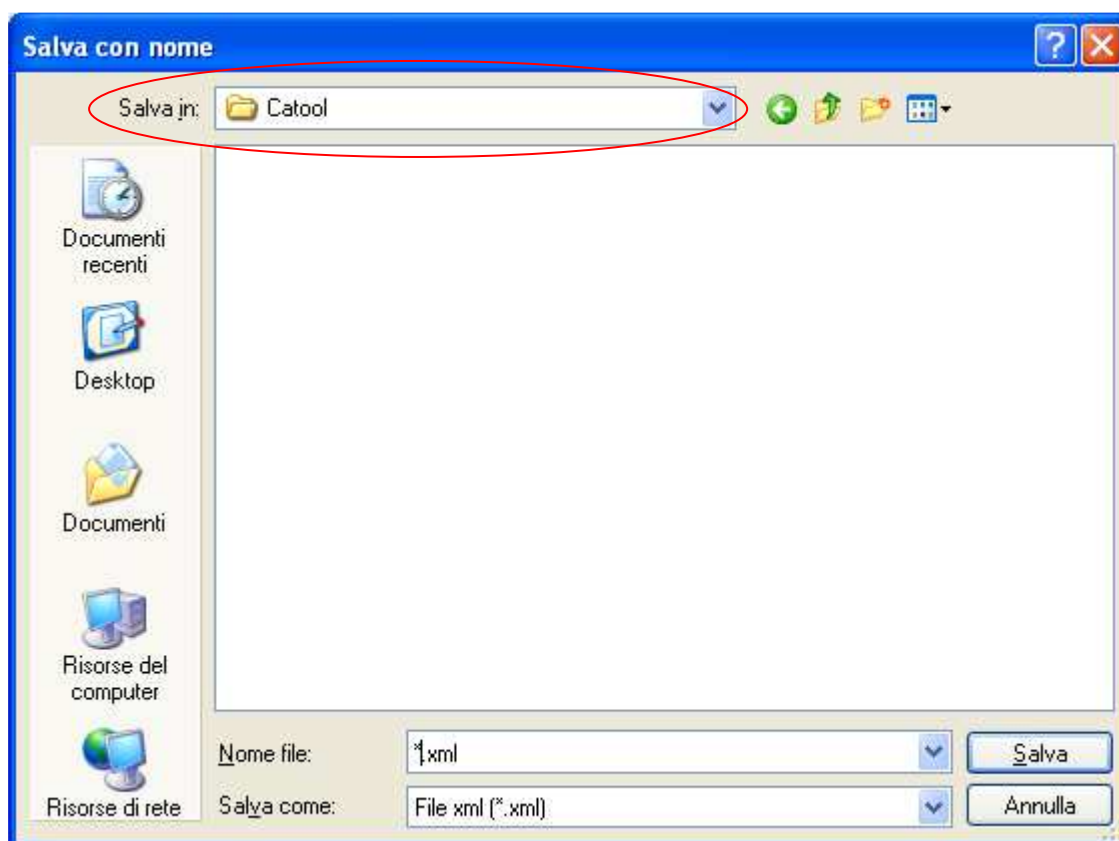 Salva con nome
Salva in:
Catool
Documenti
recenti
Desktop
Documenti
Risorse del
computer
Risorse di rete
Nome file:
*.xml
Salva
Salva come:
File xml (*.xml)
Annulla